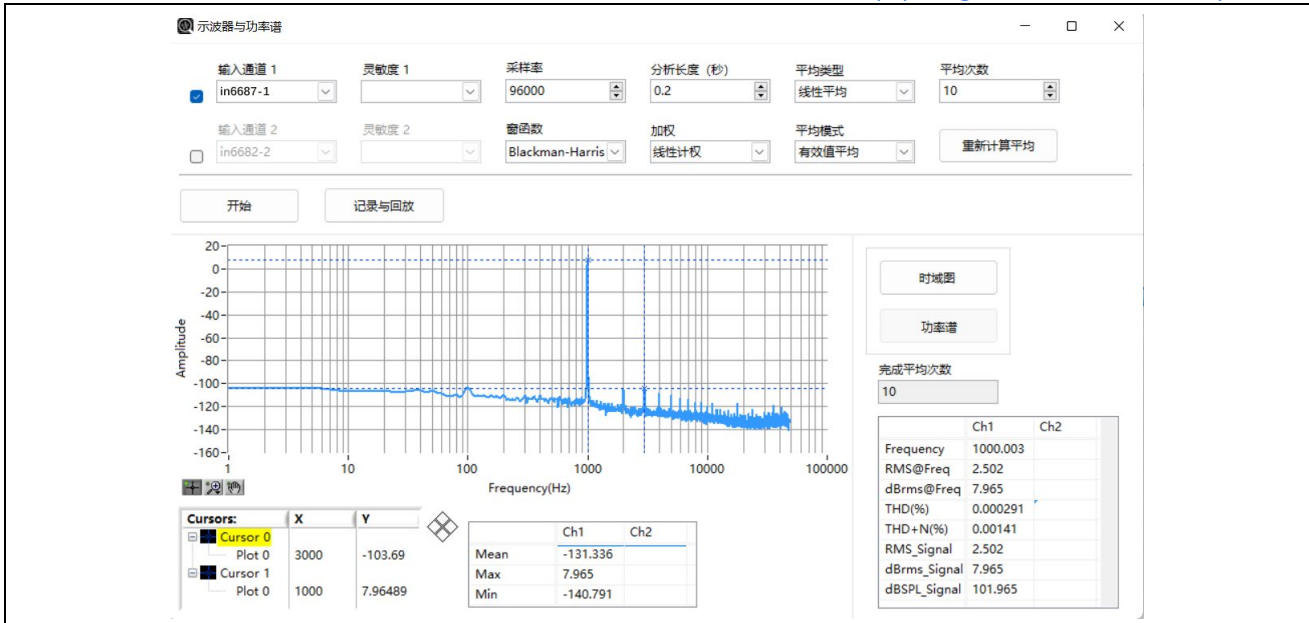 示波器与功率谱
输入通道 1 灵敏度 1 采样率 分析长度 (秒) 平均类型 平均次数
in6687-1 96000 0.2 线性平均 10
输入通道 2 灵敏度 2 窗函数 加权 平均模式
in6682-2 Blackman-Harris 线性计权 有效值平均 重新计算平均
开始 记录与回放
20
0
-20
-40
-60
-80
-100
-120
-140
-160
Amplitude
1 10 100 1000 10000 100000
Frequency(Hz)
时域图
功率谱
完成平均次数
10
Ch1 Ch2
Frequency 1000.003
RMS@Freq 2.502
dBrms@Freq 7.965
THD(%) 0.000291
THD+N(%) 0.00141
RMS_Signal 2.502
dBrms_Signal 7.965
dBSPL_Signal 101.965
Cursors: X Y
Cursor 0
Plot 0 3000 -103.69
Cursor 1
Plot 0 1000 7.96489
Ch1 Ch2
Mean -131.336
Max 7.965
Min -140.791